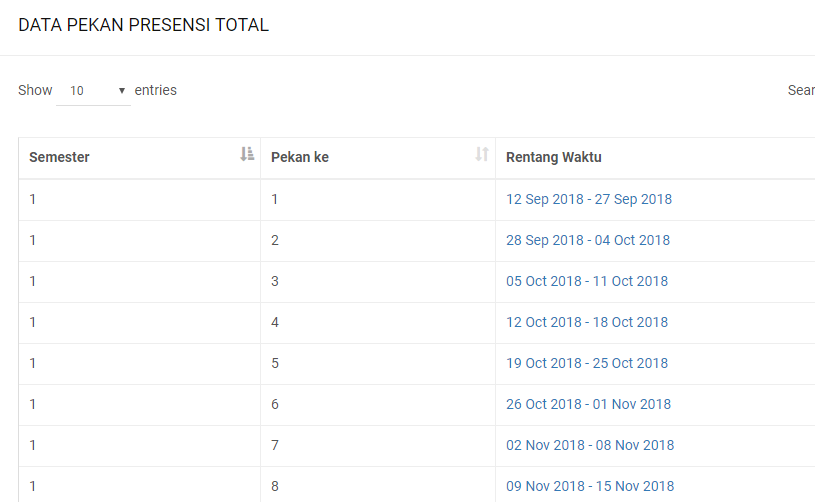 DATA PEKAN PRESENSI TOTAL
Show 10 entries
Sear
Semester Pekan ke Rentang Waktu
1 1 12 Sep 2018 - 27 Sep 2018
1 2 28 Sep 2018 - 04 Oct 2018
1 3 05 Oct 2018 - 11 Oct 2018
1 4 12 Oct 2018 - 18 Oct 2018
1 5 19 Oct 2018 - 25 Oct 2018
1 6 26 Oct 2018 - 01 Nov 2018
1 7 02 Nov 2018 - 08 Nov 2018
1 8 09 Nov 2018 - 15 Nov 2018